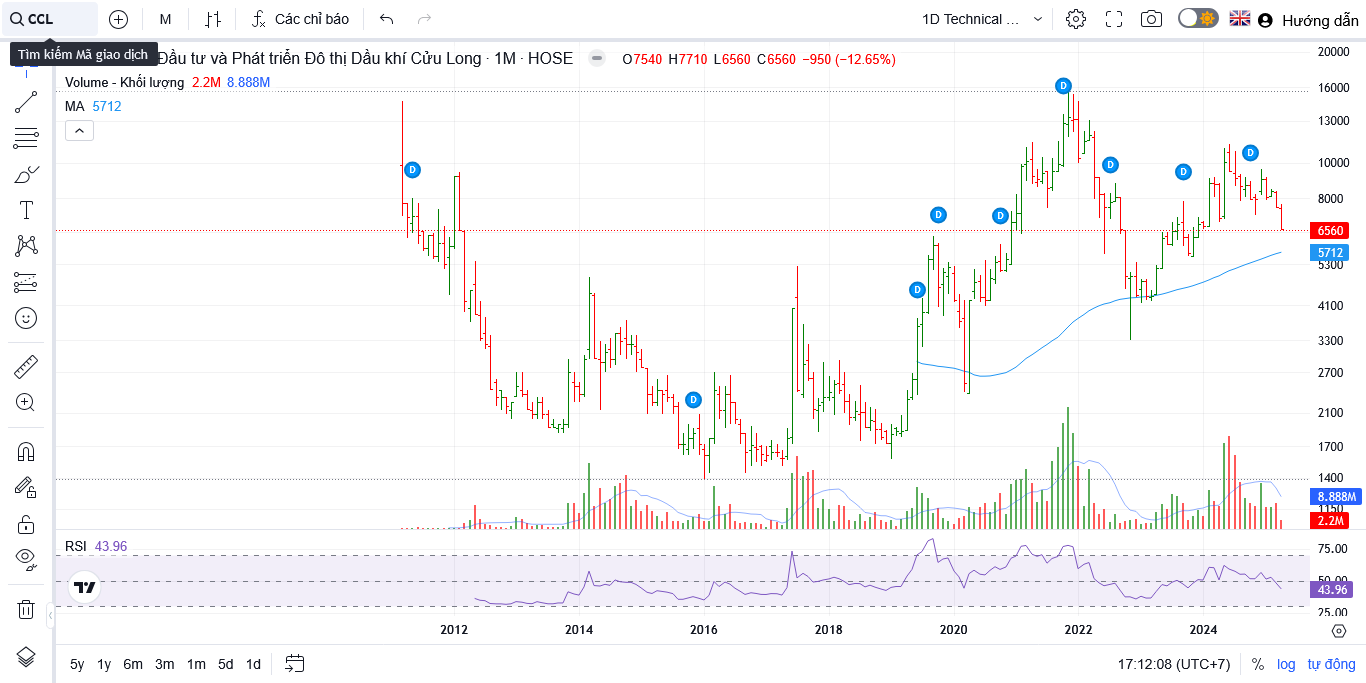 CCL
M
Các chỉ báo
1D Technical ...
Hướng dẫn
Tìm kiếm Mã giao dịch
Đầu tư và Phát triển Đô thị Dầu khí Cửu Long · 1M · HOSE
O7540 H7710 L6560 C6560 −950 (−12.65%)
Volume - Khối lượng 2.2M 8.888M
MA 5712
D
D
D
D
D
D
D
D
D
20000
16000
13000
10000
8000
6560
5712
5300
4100
3300
2700
2100
1700
1400
8.888M
1150
2.2M
RSI 43.96
75.00
50.00
43.96
25.00
2012 2014 2016 2018 2020 2022 2024
5y 1y 6m 3m 1m 5d 1d
17:12:08 (UTC+7) % log tự động